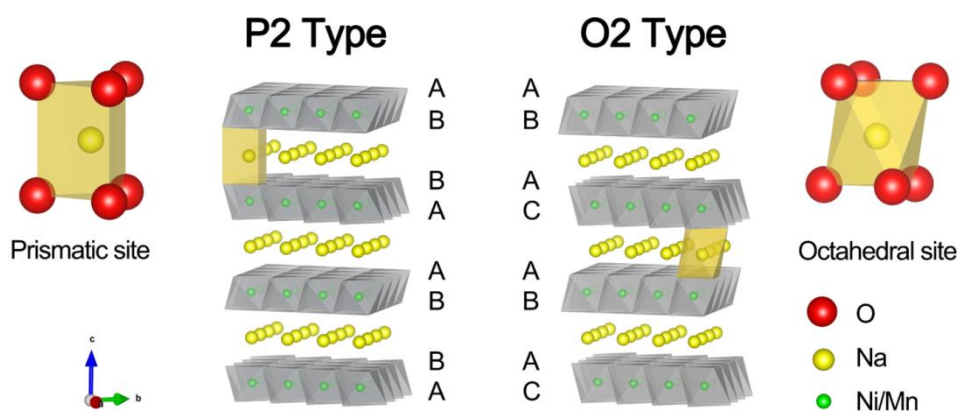 P2 Type
O2 Type
A
B
B
A
A
B
B
A
A
B
A
C
A
B
A
C
Prismatic site
Octahedral site
O
Na
Ni/Mn
c
b
a